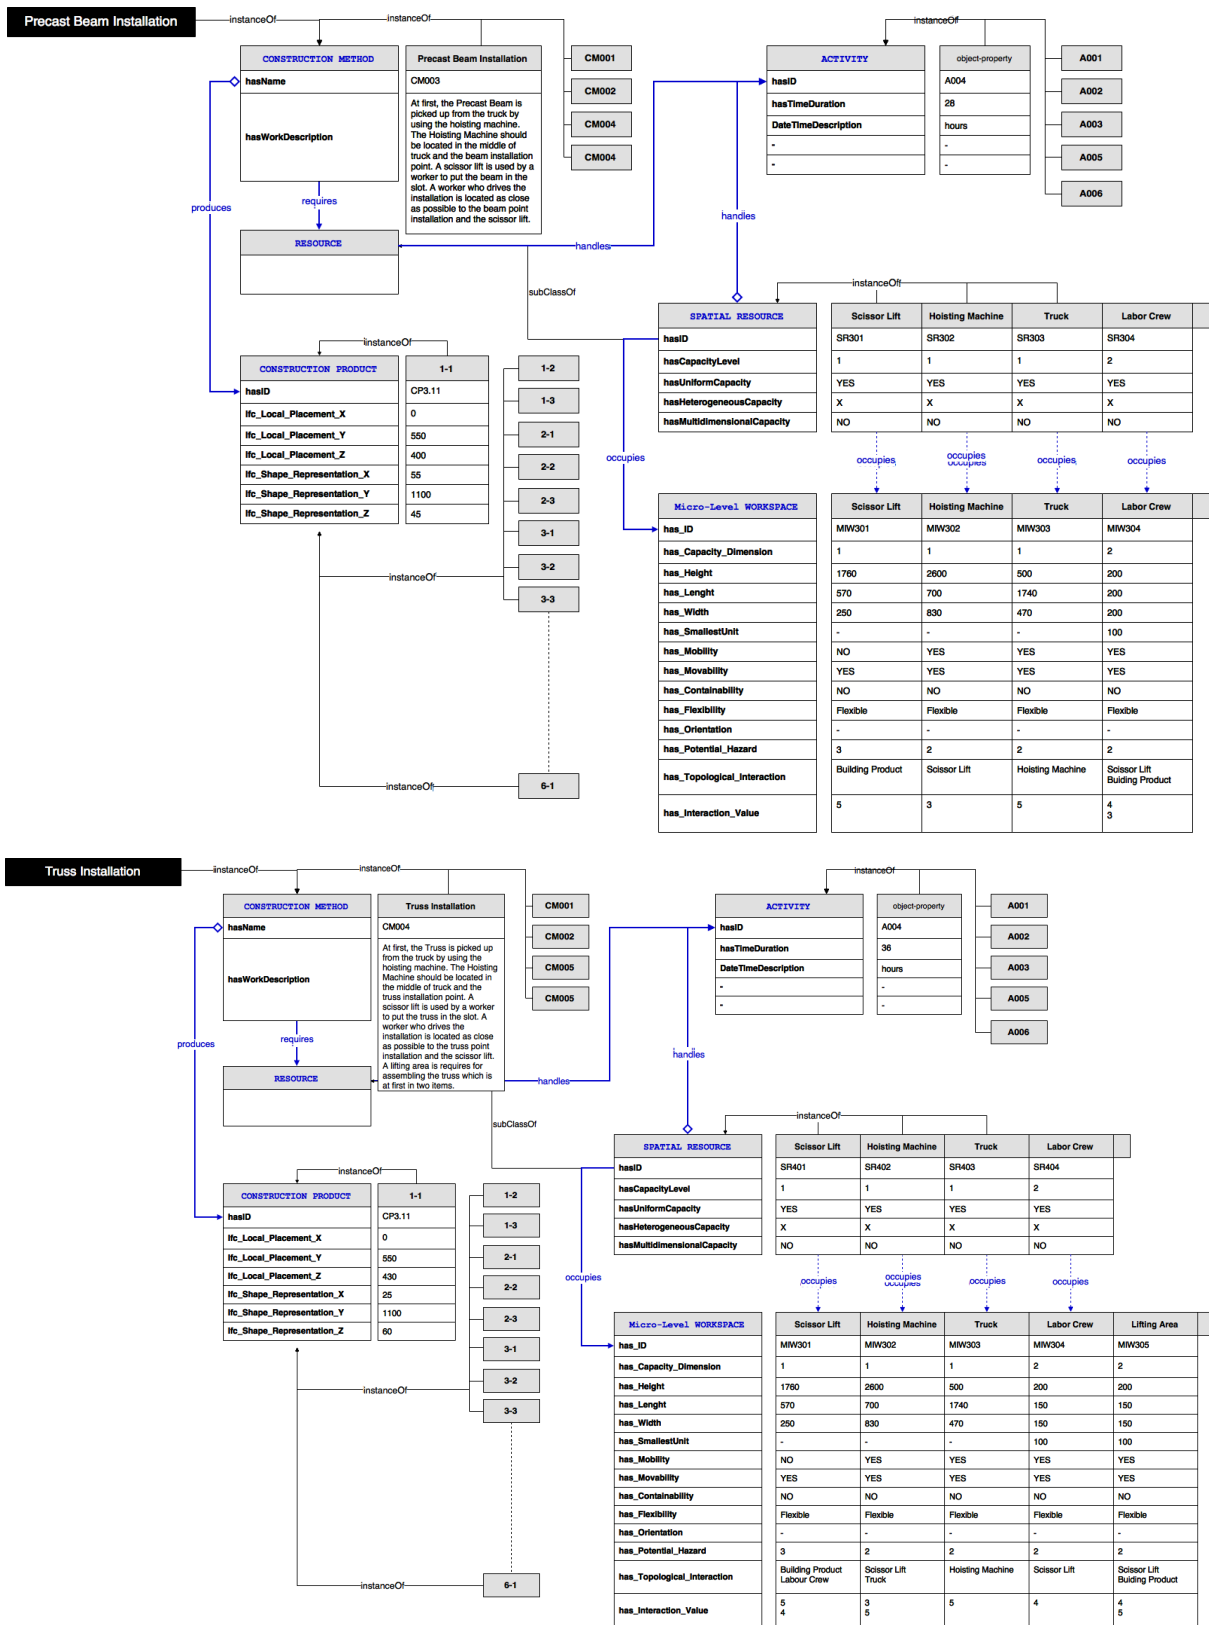 Precast Beam Installation
instanceOf
instanceOf
CONSTRUCTION METHOD
Precast Beam Installation
hasName
CM003
hasWorkDescription
At first, the Precast Beam is
picked up from the truck by
using the hoisting machine.
The Hoisting Machine should
be located in the middle of
truck and the beam installation
point. A scissor lift is used by a
worker to put the beam in the
slot. A worker who drives the
installation is located as close
as possible to the beam point
installation and the scissor lift.
CM001
CM002
CM004
CM004
instanceOf
ACTIVITY
object-property
hasID
A004
hasTimeDuration
28
DateTimeDescription
hours
-
-
-
-
A001
A002
A003
A005
A006
produces
requires
handles
RESOURCE
handles
subClassOf
instanceOff
SPATIAL RESOURCE
Scissor Lift
Hoisting Machine
Truck
Labor Crew
hasID
SR301
SR302
SR303
SR304
hasCapacityLevel
1
1
1
2
hasUniformCapacity
YES
YES
YES
YES
hasHeterogeneousCapacity
X
X
X
X
hasMultidimensionalCapacity
NO
NO
NO
NO
instanceOf
CONSTRUCTION PRODUCT
1-1
hasID
CP3.11
Ifc_Local_Placement_X
0
Ifc_Local_Placement_Y
550
Ifc_Local_Placement_Z
400
Ifc_Shape_Representation_X
55
Ifc_Shape_Representation_Y
1100
Ifc_Shape_Representation_Z
45
1-2
1-3
2-1
2-2
2-3
3-1
3-2
3-3
6-1
instanceOf
instanceOf
occupies
occupies
occupies
occupies
occupies
occupies
Micro-Level WORKSPACE
Scissor Lift
Hoisting Machine
Truck
Labor Crew
has_ID
MIW301
MIW302
MIW303
MIW304
has_Capacity_Dimension
1
1
1
2
has_Height
1760
2600
500
200
has_Lenght
570
700
1740
200
has_Width
250
830
470
200
has_SmallestUnit
-
-
-
100
has_Mobility
NO
YES
YES
YES
has_Movability
YES
YES
YES
YES
has_Containability
NO
NO
NO
NO
has_Flexibility
Flexible
Flexible
Flexible
Flexible
has_Orientation
-
-
-
-
has_Potential_Hazard
3
2
2
2
has_Topological_Interaction
Building Product
Scissor Lift
Hoisting Machine
Scissor Lift
Buiding Product
has_Interaction_Value
5
3
5
4
3
Truss Installation
instanceOf
instanceOf
CONSTRUCTION METHOD
Truss Installation
hasName
CM004
hasWorkDescription
At first, the Truss is picked up
from the truck by using the
hoisting machine. The Hoisting
Machine should be located in
the middle of truck and the
truss installation point. A
scissor lift is used by a worker
to put the truss in the slot. A
worker who drives the
installation is located as close
as possible to the truss point
installation and the scissor lift.
A lifting area is requires for
assembling the truss which is
at first in two items.
CM001
CM002
CM005
CM005
instanceOf
ACTIVITY
object-property
hasID
A004
hasTimeDuration
36
DateTimeDescription
hours
-
-
-
-
A001
A002
A003
A005
A006
produces
requires
handles
RESOURCE
handles
subClassOf
instanceOf
SPATIAL RESOURCE
Scissor Lift
Hoisting Machine
Truck
Labor Crew
hasID
SR401
SR402
SR403
SR404
hasCapacityLevel
1
1
1
2
hasUniformCapacity
YES
YES
YES
YES
hasHeterogeneousCapacity
X
X
X
X
hasMultidimensionalCapacity
NO
NO
NO
NO
instanceOf
CONSTRUCTION PRODUCT
1-1
hasID
CP3.11
Ifc_Local_Placement_X
0
Ifc_Local_Placement_Y
550
Ifc_Local_Placement_Z
430
Ifc_Shape_Representation_X
25
Ifc_Shape_Representation_Y
1100
Ifc_Shape_Representation_Z
60
1-2
1-3
2-1
2-2
2-3
3-1
3-2
3-3
6-1
instanceOf
instanceOf
occupies
occupies
occupies
occupies
occupies
occupies
Micro-Level WORKSPACE
Scissor Lift
Hoisting Machine
Truck
Labor Crew
Lifting Area
has_ID
MIW301
MIW302
MIW303
MIW304
MIW305
has_Capacity_Dimension
1
1
1
2
2
has_Height
1760
2600
500
200
200
has_Lenght
570
700
1740
150
150
has_Width
250
830
470
150
150
has_SmallestUnit
-
-
-
100
100
has_Mobility
NO
YES
YES
YES
YES
has_Movability
YES
YES
YES
YES
YES
has_Containability
NO
NO
NO
NO
NO
has_Flexibility
Flexible
Flexible
Flexible
Flexible
Flexible
has_Orientation
-
-
-
-
-
has_Potential_Hazard
3
2
2
2
2
has_Topological_Interaction
Building Product
Labour Crew
Scissor Lift
Truck
Hoisting Machine
Scissor Lift
Scissor Lift
Buiding Product
has_Interaction_Value
5
4
3
5
5
4
4
5